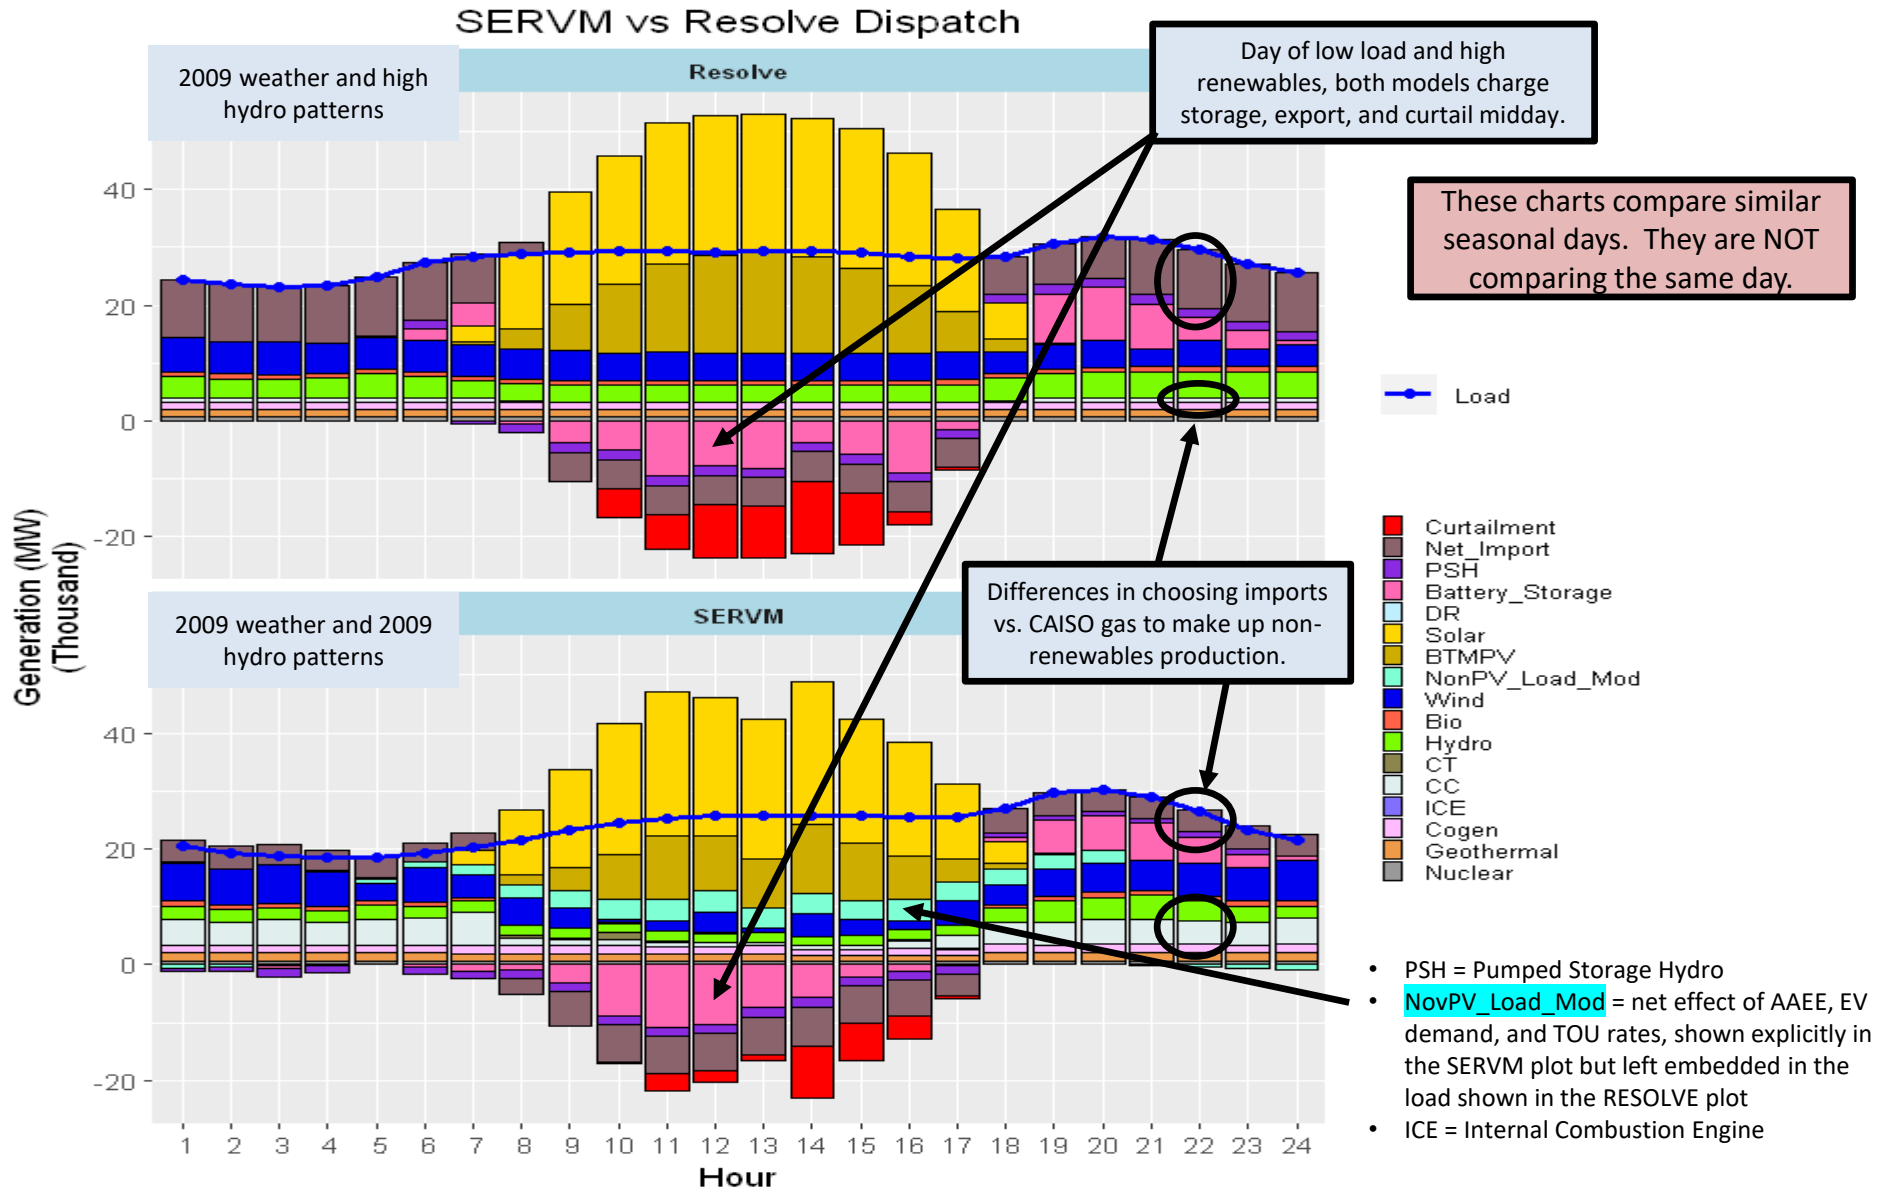 SERVM vs Resolve Dispatch
2009 weather and high
hydro patterns
Resolve
Day of low load and high
renewables, both models charge
storage, export, and curtail midday.
These charts compare similar
seasonal days.  They are NOT
comparing the same day.
40
20
0
-20
Load
Generation (MW)
(Thousand)
2009 weather and 2009
hydro patterns
SERVM
Differences in choosing imports
vs. CAISO gas to make up non-
renewables production.
Curtailment
Net_Import
PSH
Battery_Storage
DR
Solar
BTMPV
NonPV_Load_Mod
Wind
Bio
Hydro
CT
CC
ICE
Cogen
Geothermal
Nuclear
40
20
0
-20
1 2 3 4 5 6 7 8 9 10 11 12 13 14 15 16 17 18 19 20 21 22 23 24
Hour
• PSH = Pumped Storage Hydro
• NovPV_Load_Mod = net effect of AAEE, EV
demand, and TOU rates, shown explicitly in
the SERVM plot but left embedded in the
load shown in the RESOLVE plot
• ICE = Internal Combustion Engine